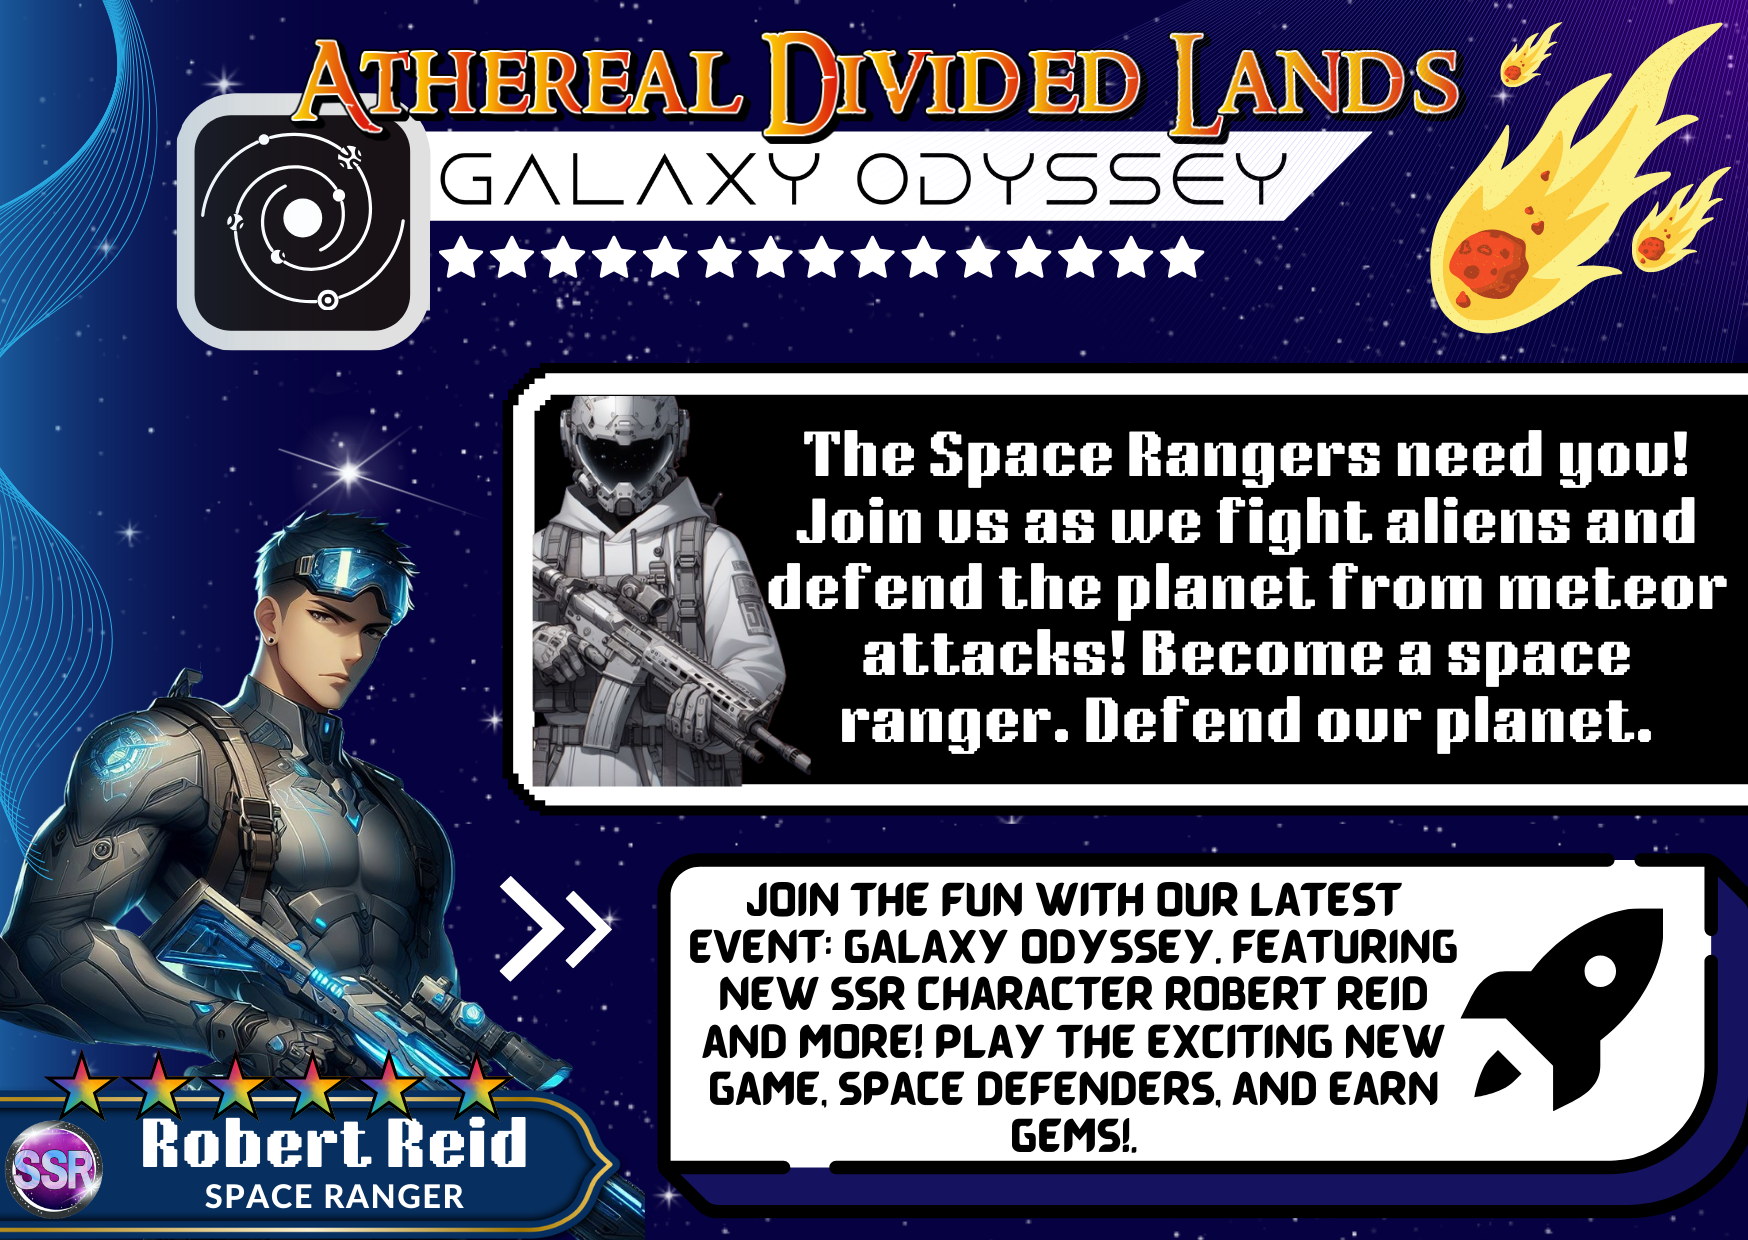 ATHEREAL DIVIDED LANDS
GALAXY ODYSSEY
The Space Rangers need you!
Join us as we fight aliens and
defend the planet from meteor
attacks! Become a space
ranger. Defend our planet.
JOIN THE FUN WITH OUR LATEST
EVENT: GALAXY ODYSSEY. FEATURING
NEW SSR CHARACTER ROBERT REID
AND MORE! PLAY THE EXCITING NEW
GAME, SPACE DEFENDERS, AND EARN
GEMS!.
Robert Reid
SSR
SPACE RANGER